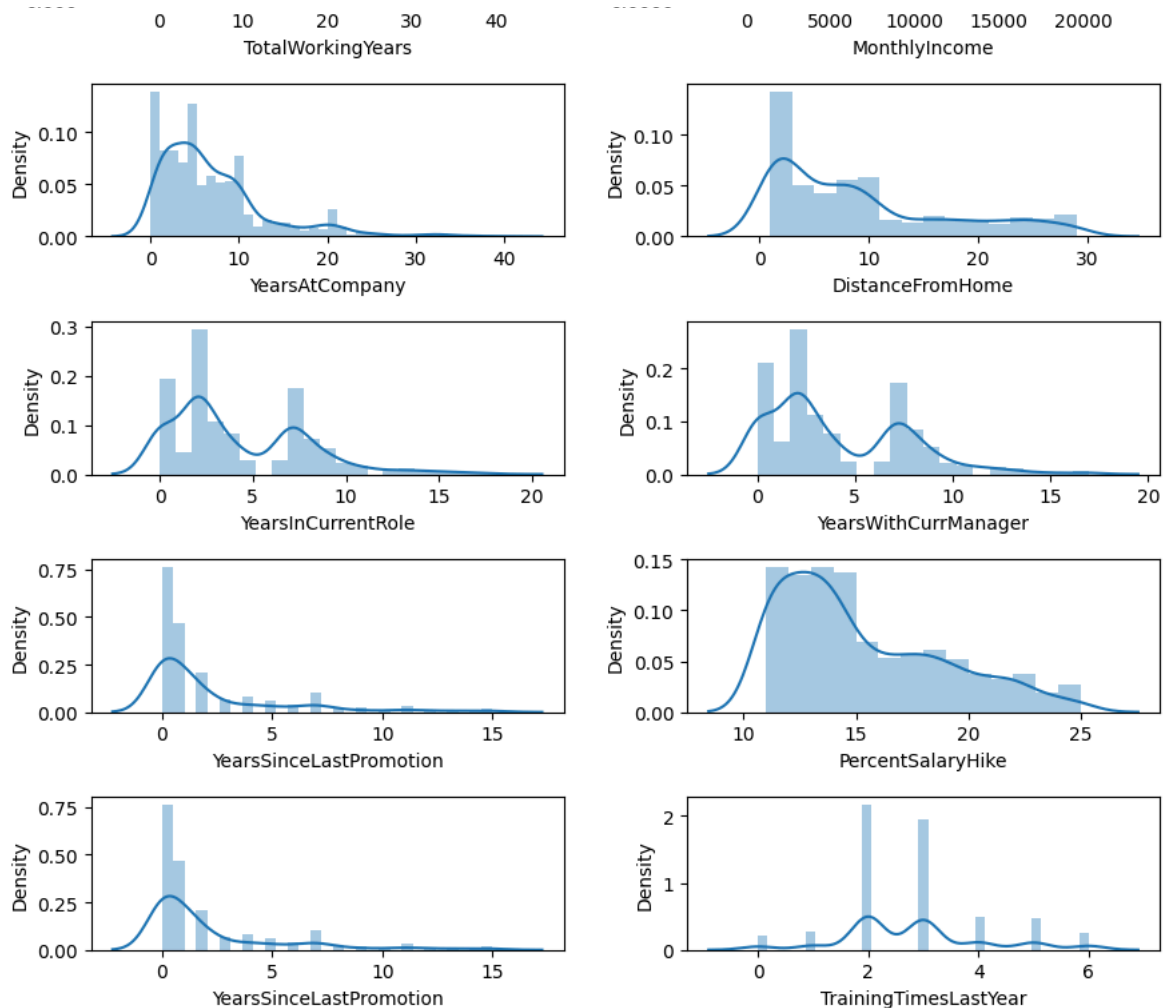 0 10 20 30 40
TotalWorkingYears
0 5000 10000 15000 20000
MonthlyIncome
Density
0.10
0.05
0.00
0 10 20 30 40
YearsAtCompany
Density
0.10
0.05
0.00
0 10 20 30
DistanceFromHome
Density
0.3
0.2
0.1
0.0
0 5 10 15 20
YearsInCurrentRole
Density
0.2
0.1
0.0
0 5 10 15 20
YearsWithCurrManager
Density
0.75
0.50
0.25
0.00
0 5 10 15
YearsSinceLastPromotion
Density
0.15
0.10
0.05
0.00
10 15 20 25
PercentSalaryHike
Density
0.75
0.50
0.25
0.00
0 5 10 15
YearsSinceLastPromotion
Density
2
1
0
0 2 4 6
TrainingTimesLastYear